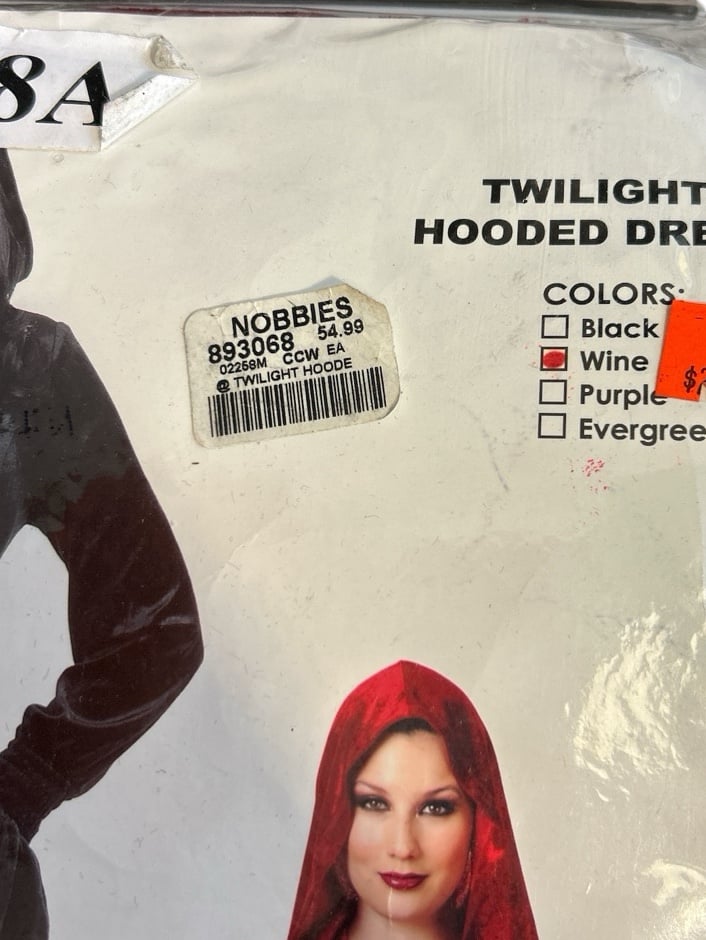 8A
TWILIGHT
HOODED DRE
NOBBIES
893068 54.99
02258M CCW EA
@ TWILIGHT HOODE
COLORS:
Black
Wine
Purple
Evergree
$